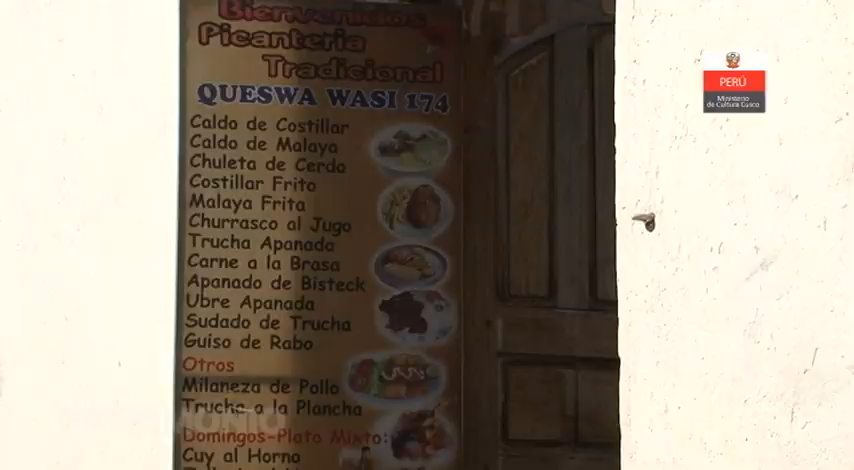 Bienvenidos
Picanteria
Tradicional
QUESWA WASI 174
Caldo de Costillar
Caldo de Malaya
Chuleta de Cerdo
Costillar Frito
Malaya Frita
Churrasco al Jugo
Trucha Apanada
Carne a la Brasa
Apanado de Bisteck
Ubre Apanada
Sudado de Trucha
Guiso de Rabo
Otros
Milaneza de Pollo
Trucha a la Plancha
Domingos-Plato Mixto:
Cuy al Horno
PERÚ
Ministerio
de Cultura Cusco